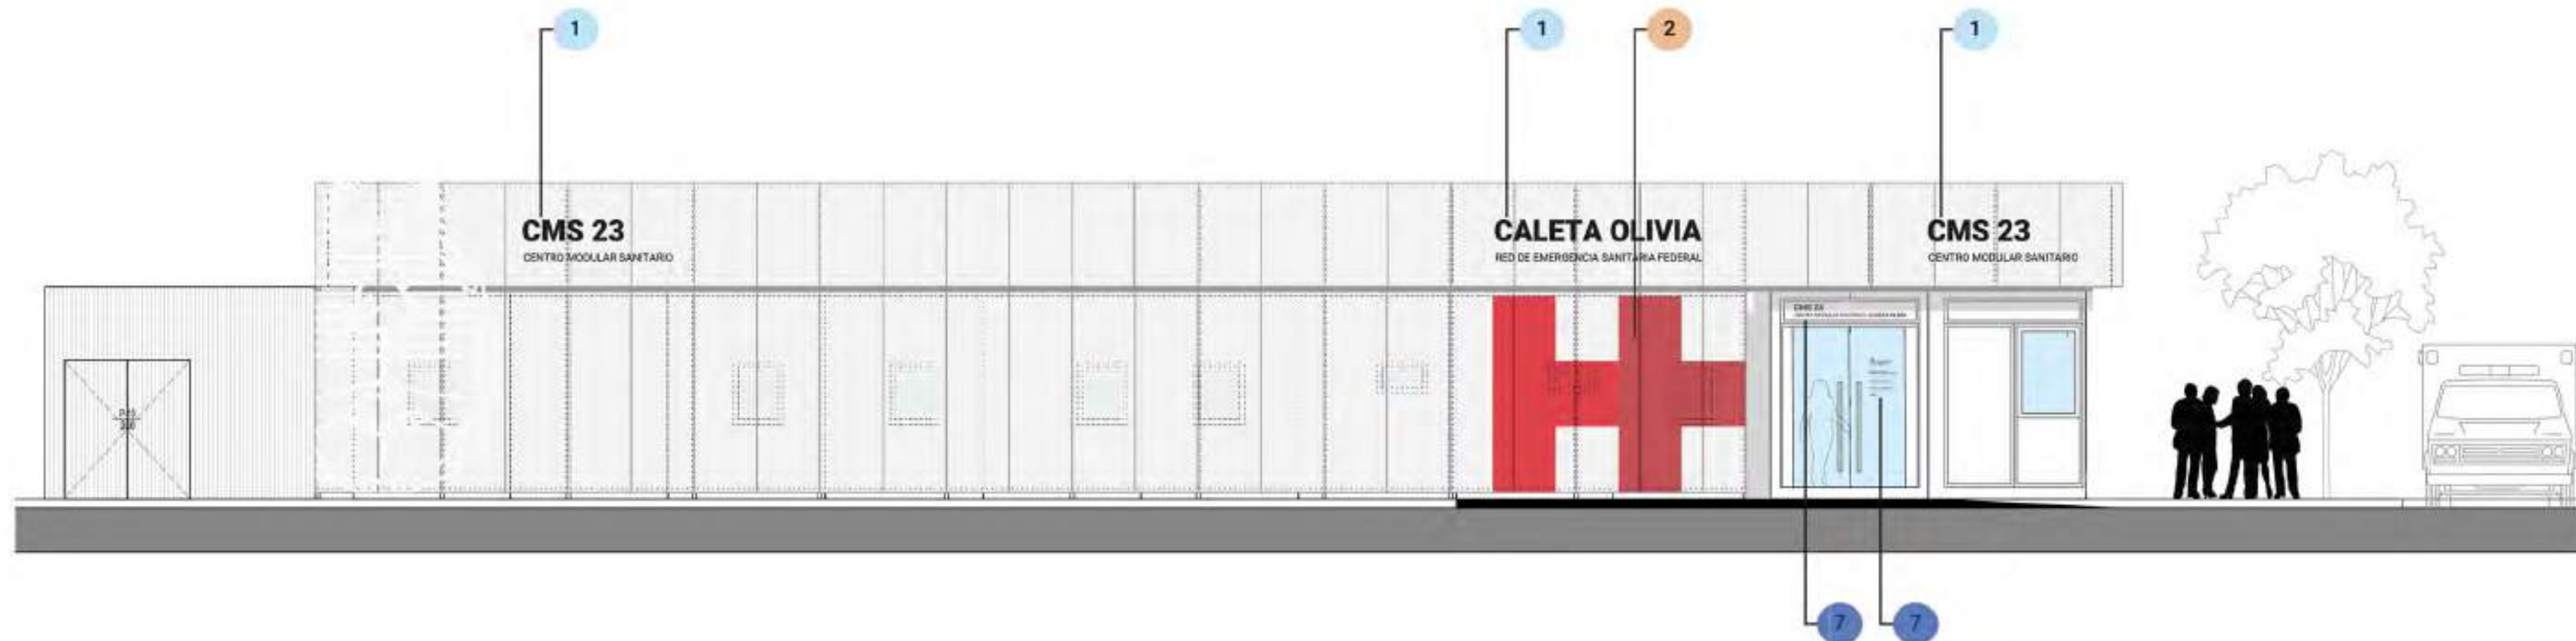 1
1
2
1
CMS 23
CENTRO MODULAR SANITARIO
CALETA OLIVIA
RED DE EMERGENCIA SANITARIA FEDERAL
CMS 23
CENTRO MODULAR SANITARIO
CMS 23
7
7